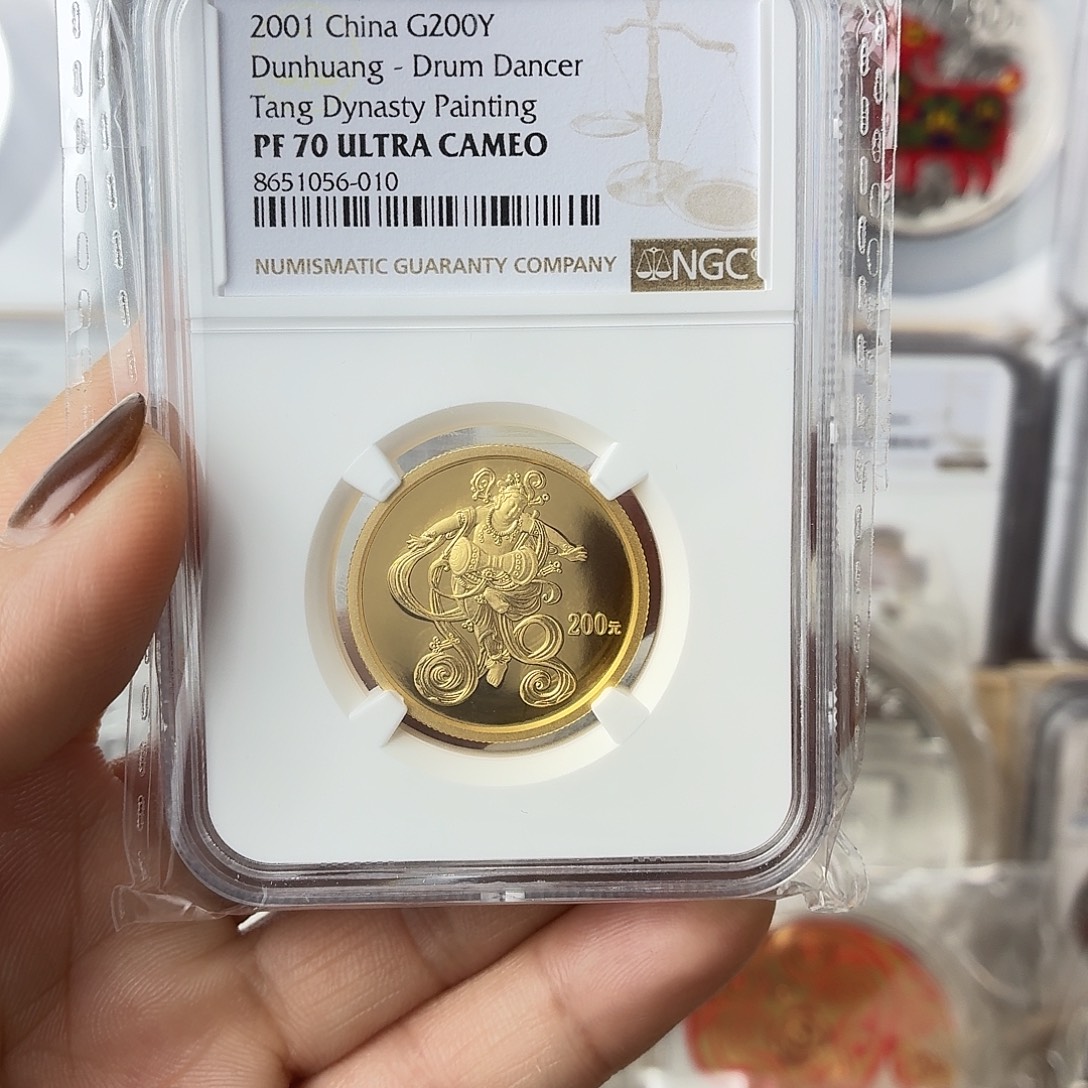 2001 China G200Y
Dunhuang - Drum Dancer
Tang Dynasty Painting
PF 70 ULTRA CAMEO
8651056-010
NUMISMATIC GUARANTY COMPANY
NGC
200元